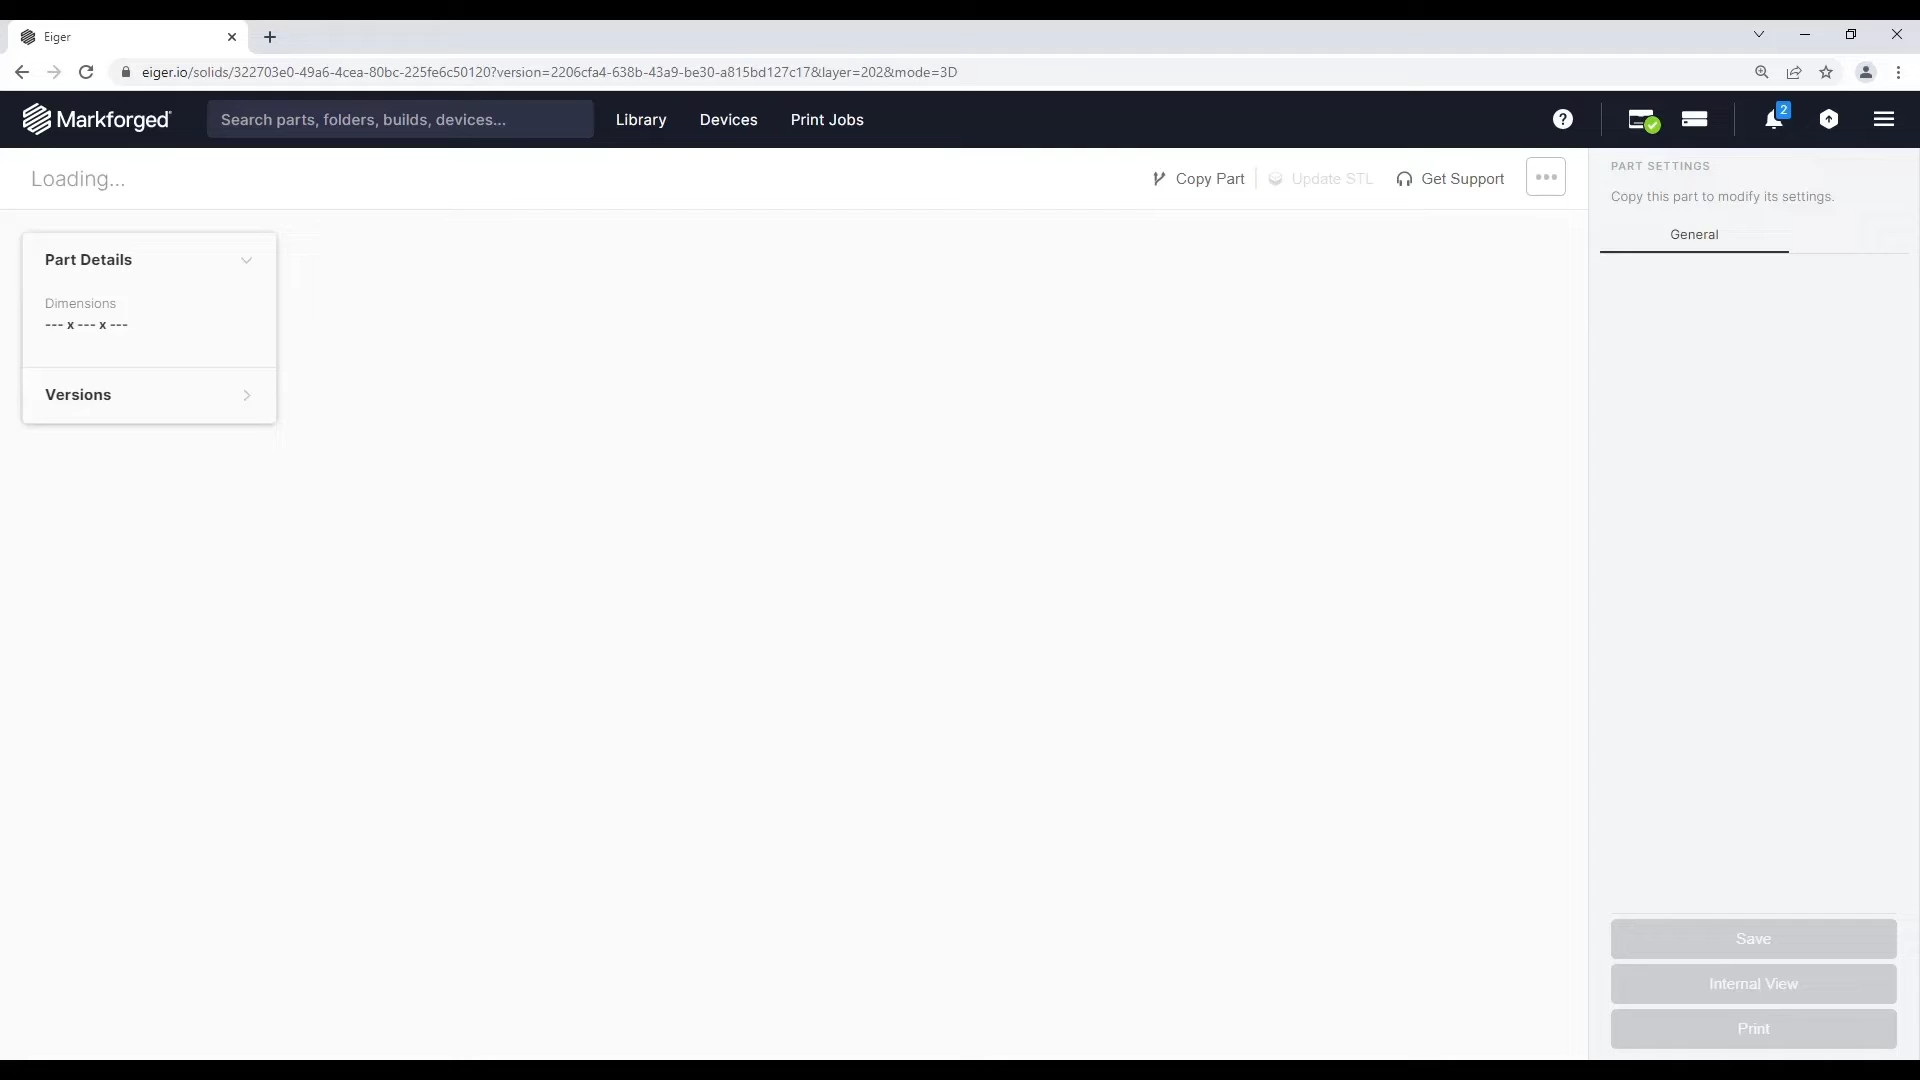 Eiger
eiger.io/solids/322703e0-49a6-4cea-80bc-225fe6c50120?version=2206cfa4-638b-43a9-be30-a815bd127c17&layer=202&mode=3D
Markforged
Search parts, folders, builds, devices...
Library
Devices
Print Jobs
?
2
Loading...
Copy Part
Update STL
Get Support
PART SETTINGS
Copy this part to modify its settings.
General
Part Details
Dimensions
--- x --- x ---
Versions
Save
Internal View
Print